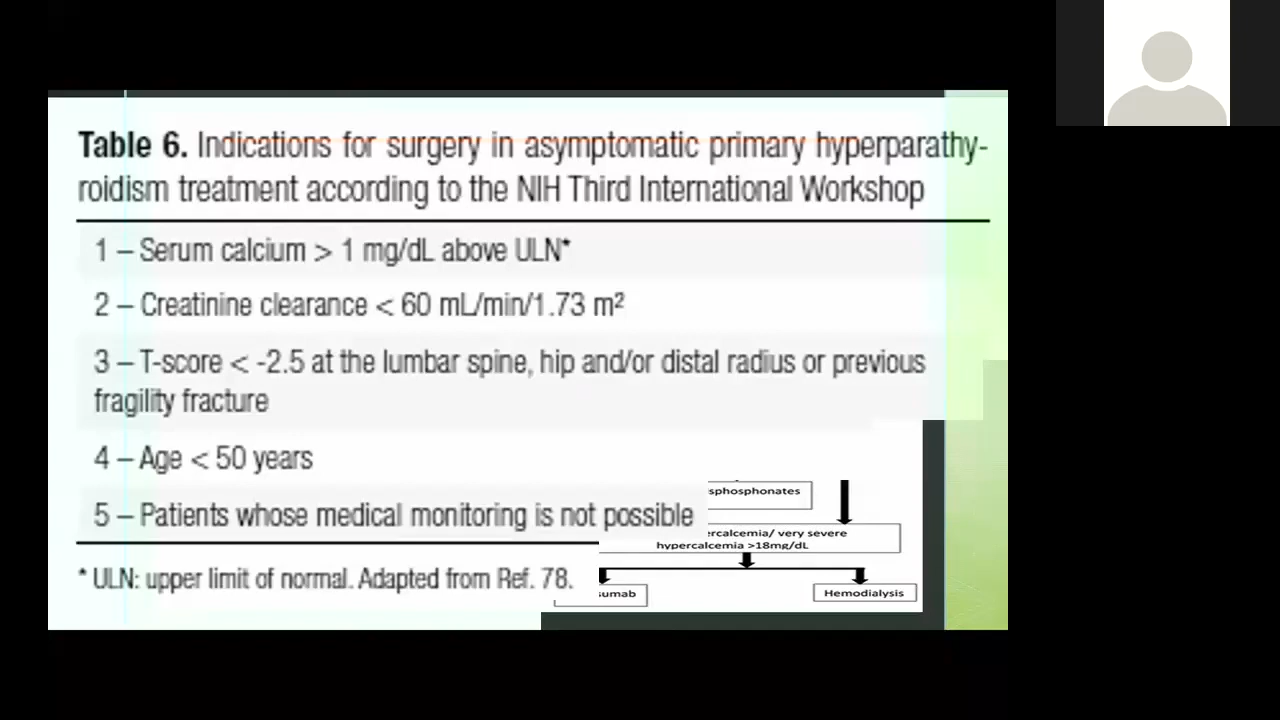 Table 6. Indications for surgery in asymptomatic primary hyperparathy-
roidism treatment according to the NIH Third International Workshop
1 – Serum calcium > 1 mg/dL above ULN*
2 – Creatinine clearance < 60 mL/min/1.73 m²
3 – T-score < -2.5 at the lumbar spine, hip and/or distal radius or previous
fragility fracture
4 – Age < 50 years
5 – Patients whose medical monitoring is not possible
* ULN: upper limit of normal. Adapted from Ref. 78.
sphosphonates
ercalcemia/ very severe
hypercalcemia >18mg/dL
sumab
Hemodialysis